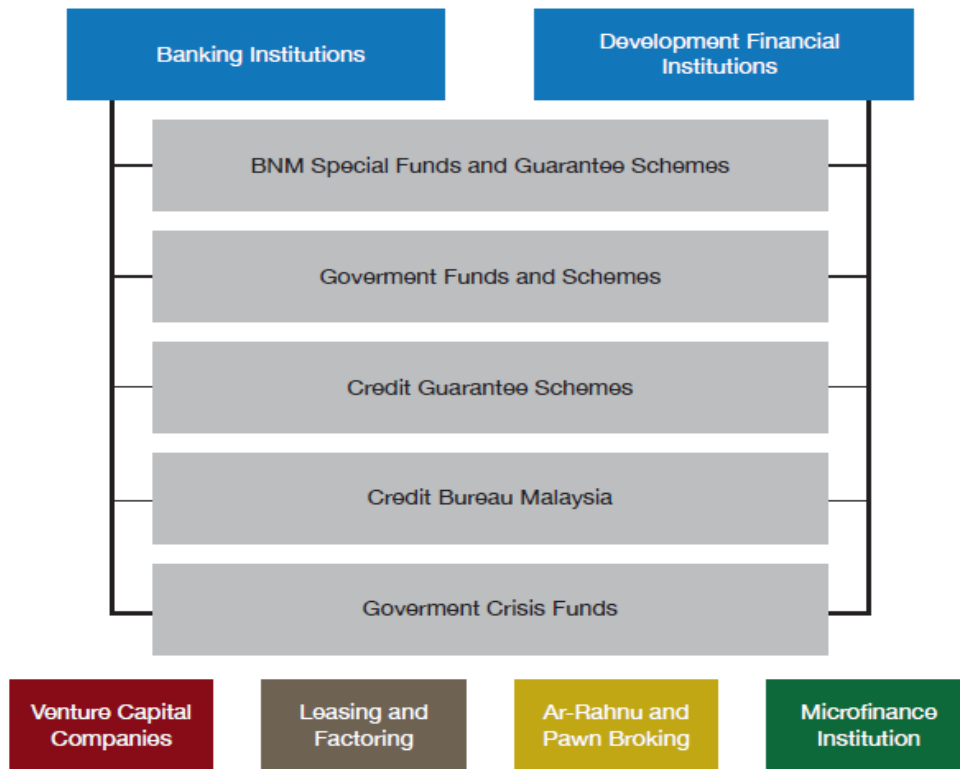 Banking Institutions
Development Financial
Institutions
BNM Special Funds and Guarantee Schemes
Goverment Funds and Schemes
Credit Guarantee Schemes
Credit Bureau Malaysia
Goverment Crisis Funds
Venture Capital
Companies
Leasing and
Factoring
Ar-Rahnu and
Pawn Broking
Microfinance
Institution